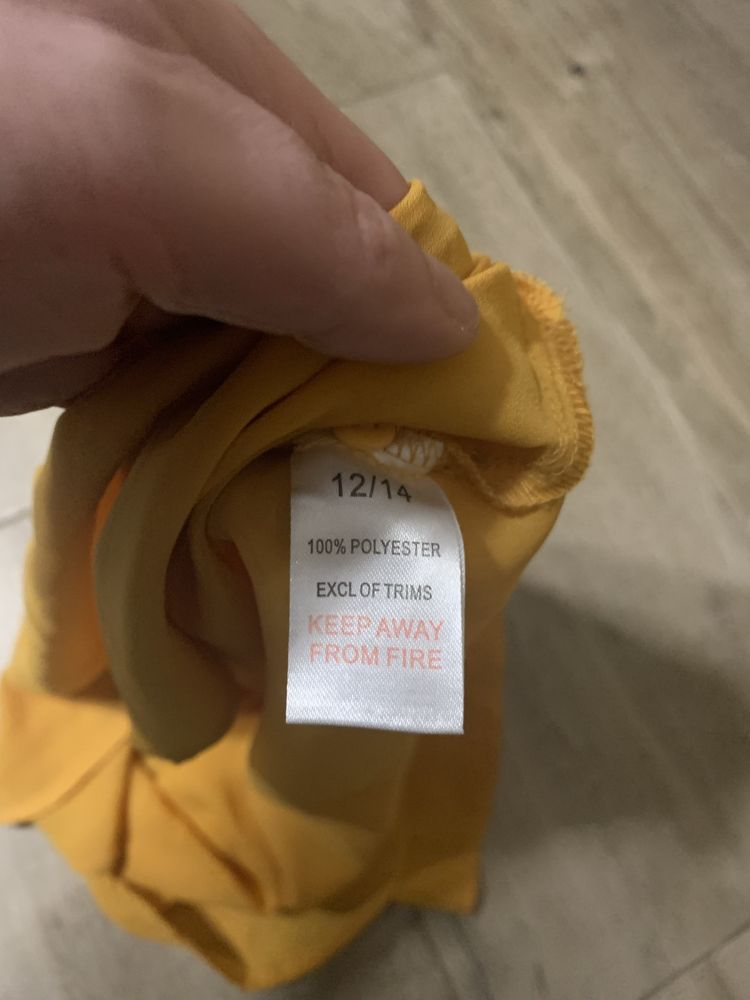 12/14
100% POLYESTER
EXCL OF TRIMS
KEEP AWAY
FROM FIRE